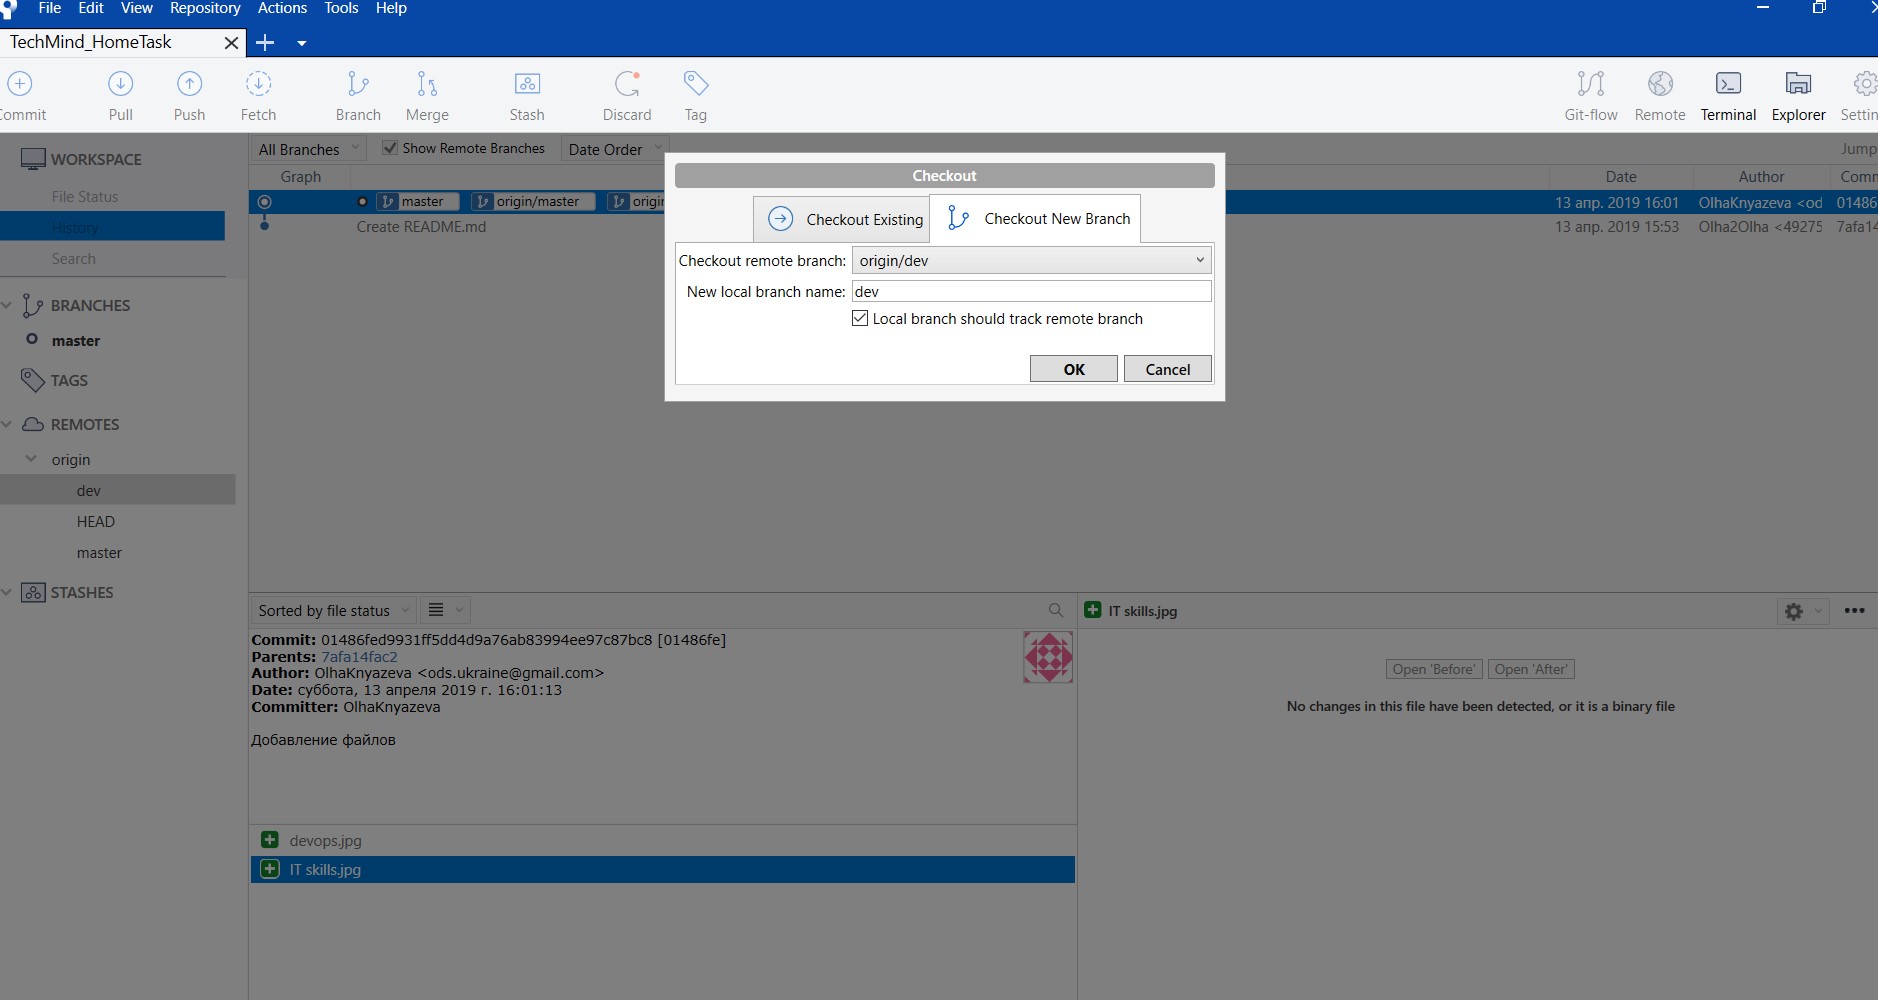 File Edit View Repository Actions Tools Help
TechMind_HomeTask
Commit Pull Push Fetch Branch Merge Stash Discard Tag Git-flow Remote Terminal Explorer Settin
WORKSPACE
File Status
History
Search
BRANCHES
master
TAGS
REMOTES
origin
dev
HEAD
master
STASHES
All Branches Show Remote Branches Date Order Jump
Graph Date Author Comm
master origin/master origin 13 апр. 2019 16:01 OlhaKnyazeva <od 01486
Create README.md 13 апр. 2019 15:53 Olha2Olha <49275 7afa14
Checkout
Checkout Existing Checkout New Branch
Checkout remote branch: origin/dev
New local branch name: dev
Local branch should track remote branch
OK Cancel
Sorted by file status
Commit: 01486fed9931ff5dd4d9a76ab83994ee97c87bc8 [01486fe]
Parents: 7afa14fac2
Author: OlhaKnyazeva <ods.ukraine@gmail.com>
Date: суббота, 13 апреля 2019 г. 16:01:13
Committer: OlhaKnyazeva
Добавление файлов
devops.jpg
IT skills.jpg
IT skills.jpg
Open 'Before' Open 'After'
No changes in this file have been detected, or it is a binary file